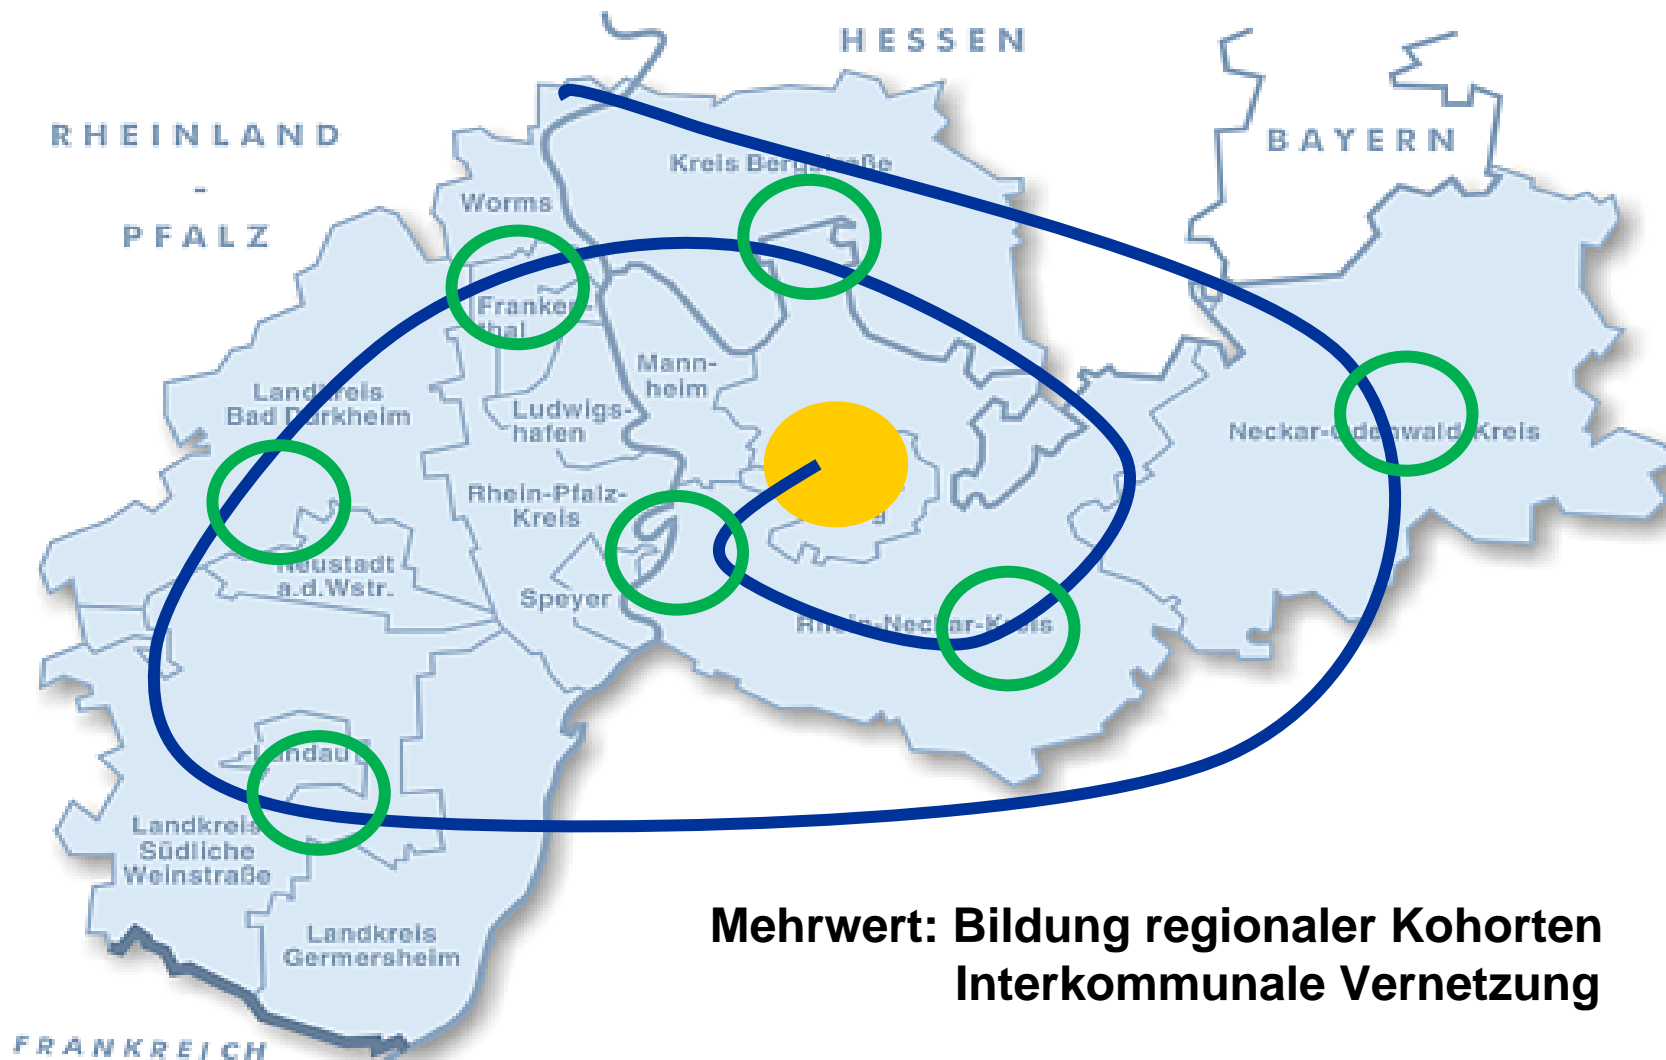 HESSEN
RHEINLAND
-
PFALZ
BAYERN
Kreis Bergstraße
Worms
Franken-
thal
Mann-
heim
Landkreis
Bad Dürkheim
Ludwigs-
hafen
Neckar-Odenwald-Kreis
Rhein-Pfalz-
Kreis
Neustadt
a.d.Wstr.
Speyer
Rhein-Neckar-Kreis
Landau
Landkreis
Südliche
Weinstraße
Landkreis
Germersheim
FRANKREICH
Mehrwert: Bildung regionaler Kohorten
Interkommunale Vernetzung